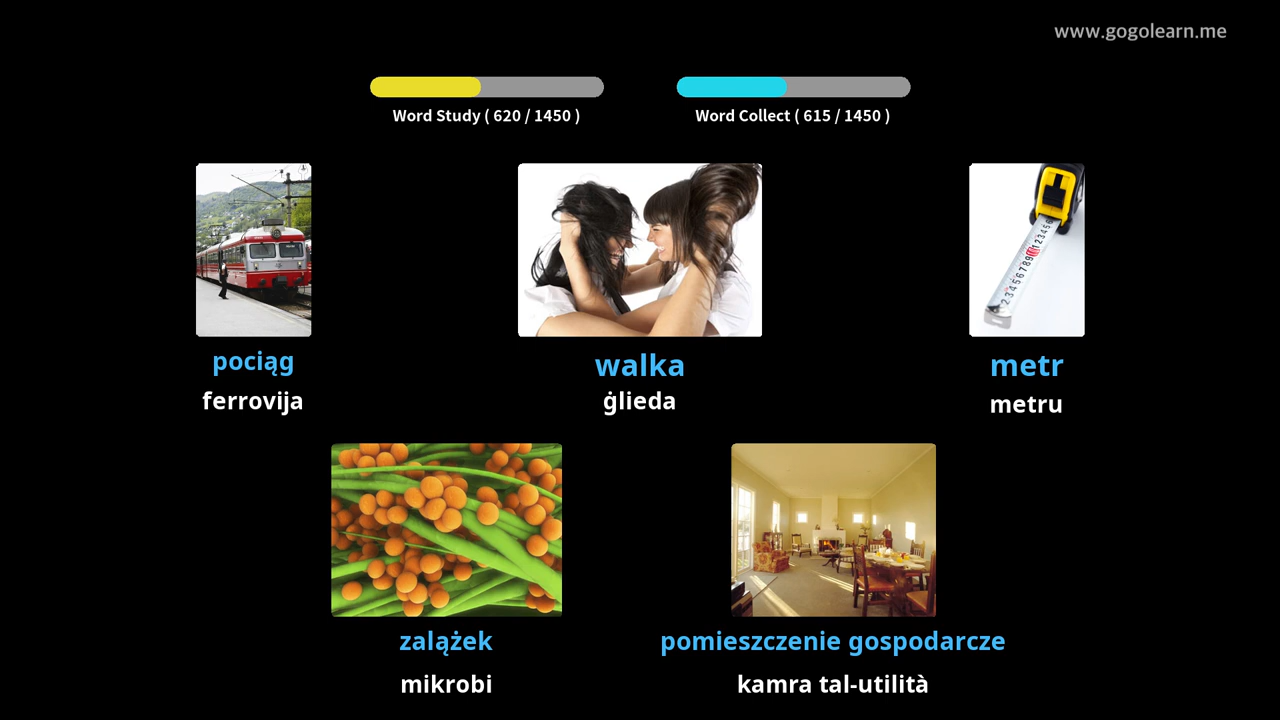 www.gogolearn.me
Word Study ( 620 / 1450 )
Word Collect ( 615 / 1450 )
pociąg
ferrovija
walka
ġlieda
metr
metru
zalążek
mikrobi
pomieszczenie gospodarcze
kamra tal-utilità